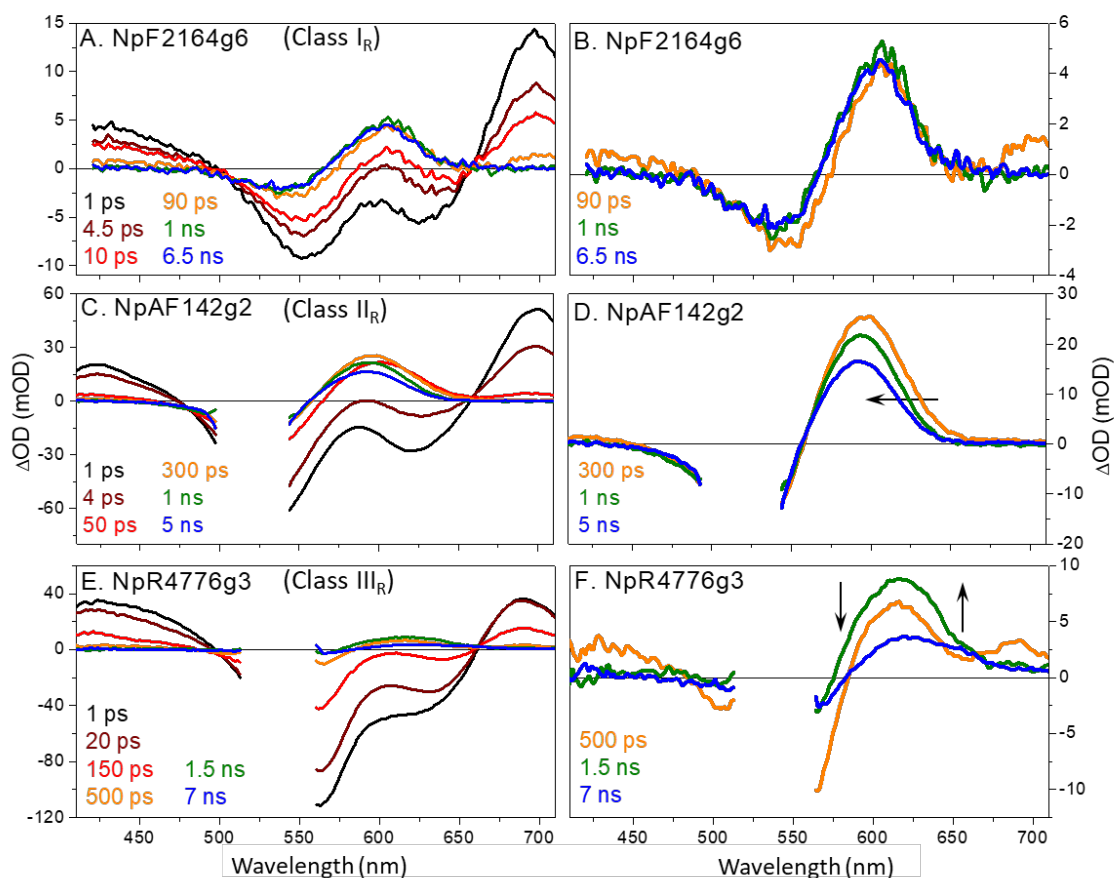 A. NpF2164g6 (Class IR)
15
10
5
0
-5
-10
1 ps 90 ps
4.5 ps 1 ns
10 ps 6.5 ns
B. NpF2164g6
6
4
2
0
-2
-4
90 ps
1 ns
6.5 ns
C. NpAF142g2 (Class IIR)
ΔOD (mOD)
60
30
0
-30
-60
1 ps 300 ps
4 ps 1 ns
50 ps 5 ns
D. NpAF142g2
ΔOD (mOD)
30
20
10
0
-10
-20
300 ps
1 ns
5 ns
E. NpR4776g3 (Class IIIR)
40
0
-40
-80
-120
1 ps
20 ps
150 ps 1.5 ns
500 ps 7 ns
450 500 550 600 650 700
Wavelength (nm)
F. NpR4776g3
10
5
0
-5
-10
500 ps
1.5 ns
7 ns
450 500 550 600 650 700
Wavelength (nm)